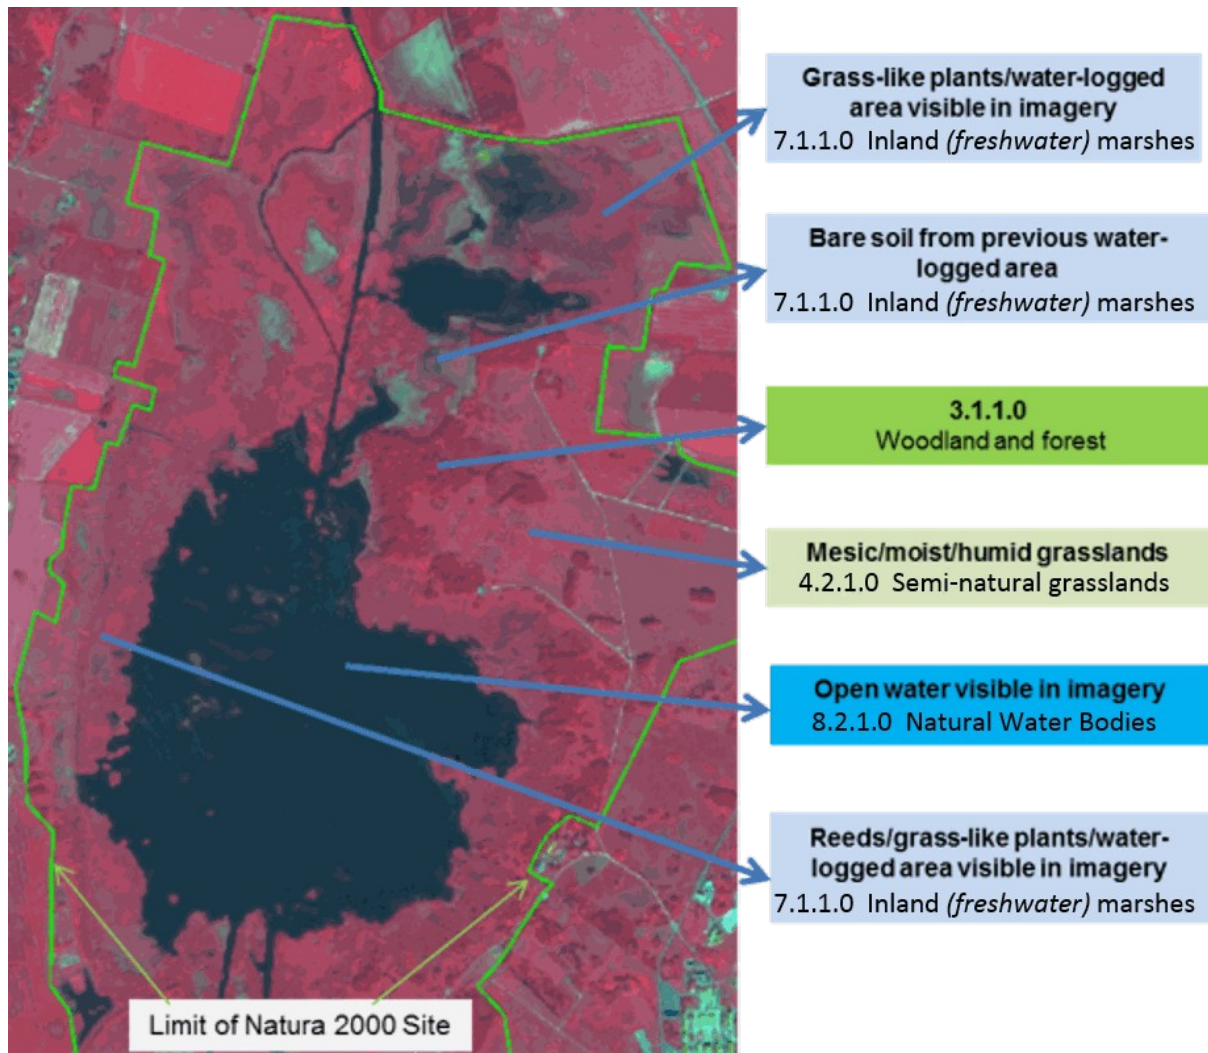 Grass-like plants/water-logged
area visible in imagery
7.1.1.0 Inland (freshwater) marshes
Bare soil from previous water-
logged area
7.1.1.0 Inland (freshwater) marshes
3.1.1.0
Woodland and forest
Mesic/moist/humid grasslands
4.2.1.0 Semi-natural grasslands
Open water visible in imagery
8.2.1.0 Natural Water Bodies
Reeds/grass-like plants/water-
logged area visible in imagery
7.1.1.0 Inland (freshwater) marshes
Limit of Natura 2000 Site